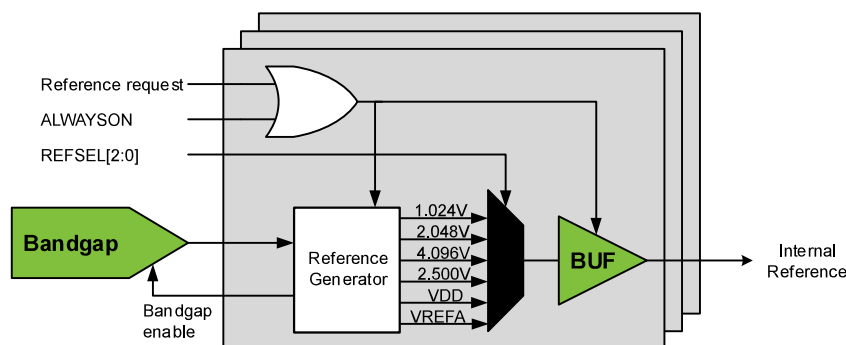 Reference request
ALWAYSON
REFSEL[2:0]
Bandgap
Bandgap
enable
Reference
Generator
1.024V
2.048V
4.096V
2.500V
VDD
VREFA
BUF
Internal
Reference